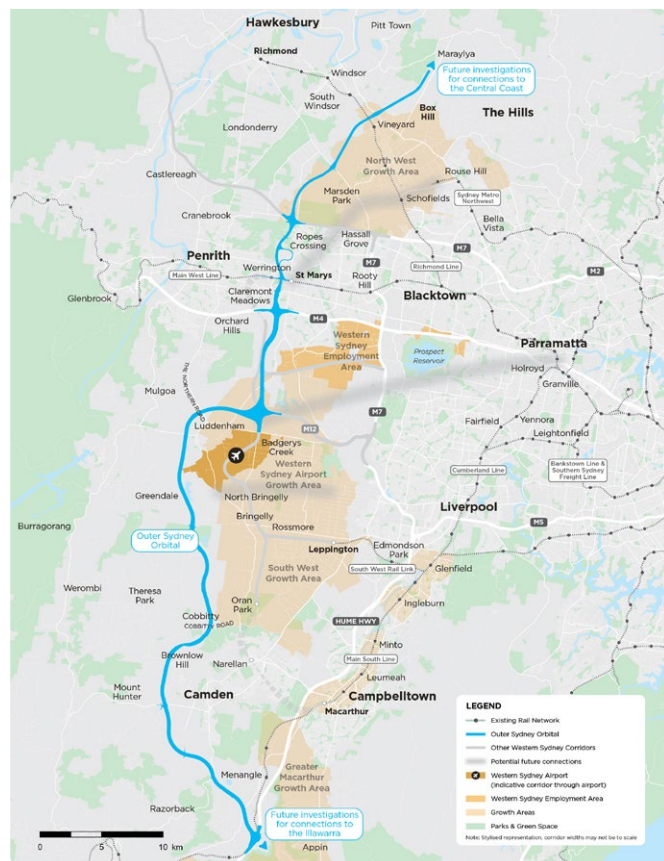 Hawkesbury
Pitt Town
Richmond
Maraylya
Windsor
Future investigations
for connections to
the Central Coast
South
Windsor
Box
Hill
The Hills
Londonderry
Vineyard
North West
Growth Area
Rouse Hill
Castlereagh
Marsden
Park
Schofields
Sydney Metro
Northwest
Cranebrook
Bella
Vista
Ropes
Crossing
Hassall
Grove
M7
Penrith
Werrington
M7
Richmond Line
M2
Main West Line
St Marys
Rooty
Hill
Glenbrook
Claremont
Meadows
Blacktown
Orchard
Hills
M4
Western
Sydney
Employment
Area
Prospect
Reservoir
Parramatta
Holroyd
Granville
THE NORTHERN ROAD
Mulgoa
M7
Fairfield
Yennora
Luddenham
M12
Leightonfield
Badgerys
Creek
Western
Sydney Airport
Growth Area
Cumberland Line
Bankstown Line &
Southern Sydney
Freight Line
Greendale
North Bringelly
Liverpool
Bringelly
Burragorang
Rossmore
M5
Outer Sydney
Orbital
Leppington
Edmondson
Park
South West
Growth Area
South West Rail Link
Glenfield
Werombi
Theresa
Park
Oran
Park
Ingleburn
Cobbitty
COBBITTY ROAD
HUME HWY
Minto
Brownlow
Hill
Narellan
Main South Line
Leumeah
Mount
Hunter
Camden
Campbelltown
Macarthur
Menangle
Greater
Macarthur
Growth Area
Razorback
Future investigations
for connections to
the Illawarra
Appin
0
5
10
km
LEGEND
Existing Rail Network
Outer Sydney Orbital
Other Western Sydney Corridors
Potential future connections
Western Sydney Airport
(Indicative corridor through airport)
Western Sydney Employment Area
Growth Areas
Parks & Green Space
Note: Stylised representation, corridor widths may not be to scale